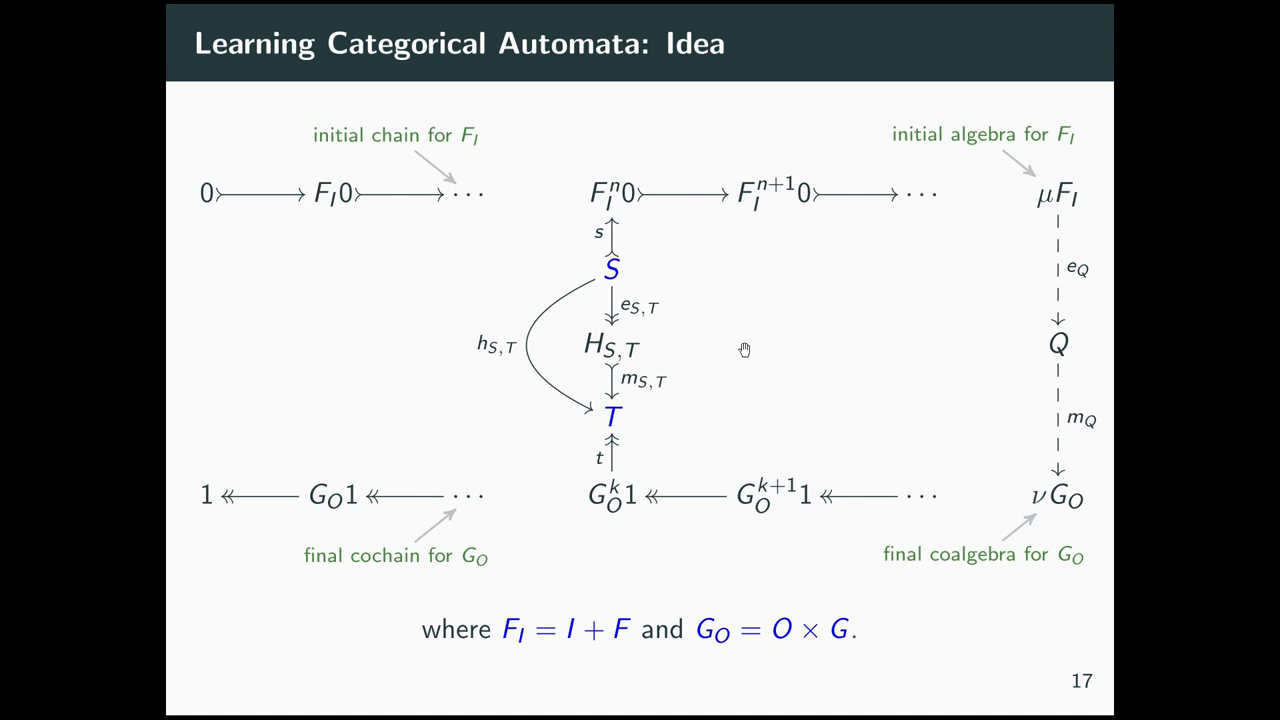 Learning Categorical Automata: Idea
initial chain for F_I
initial algebra for F_I
0 F_I0 ··· F_I^n0 F_I^{n+1}0 ··· μF_I
s
S
e_Q
e_{S,T}
h_{S,T} H_{S,T} Q
m_{S,T}
T
m_Q
t
1 G_O1 ··· G_O^k1 G_O^{k+1}1 ··· νG_O
final cochain for G_O
final coalgebra for G_O
where F_I = I + F and G_O = O × G.
17